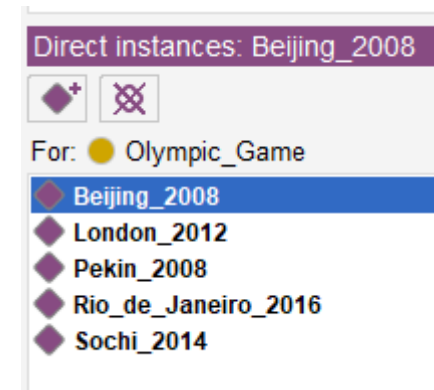 Direct instances: Beijing_2008
For: Olympic_Game
Beijing_2008
London_2012
Pekin_2008
Rio_de_Janeiro_2016
Sochi_2014